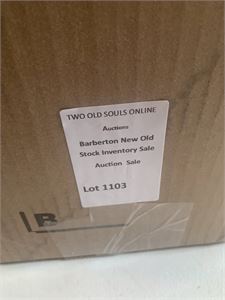 TWO OLD SOULS ONLINE
Auctions
Barberton New Old
Stock Inventory Sale
Auction Sale
Lot 1103
B